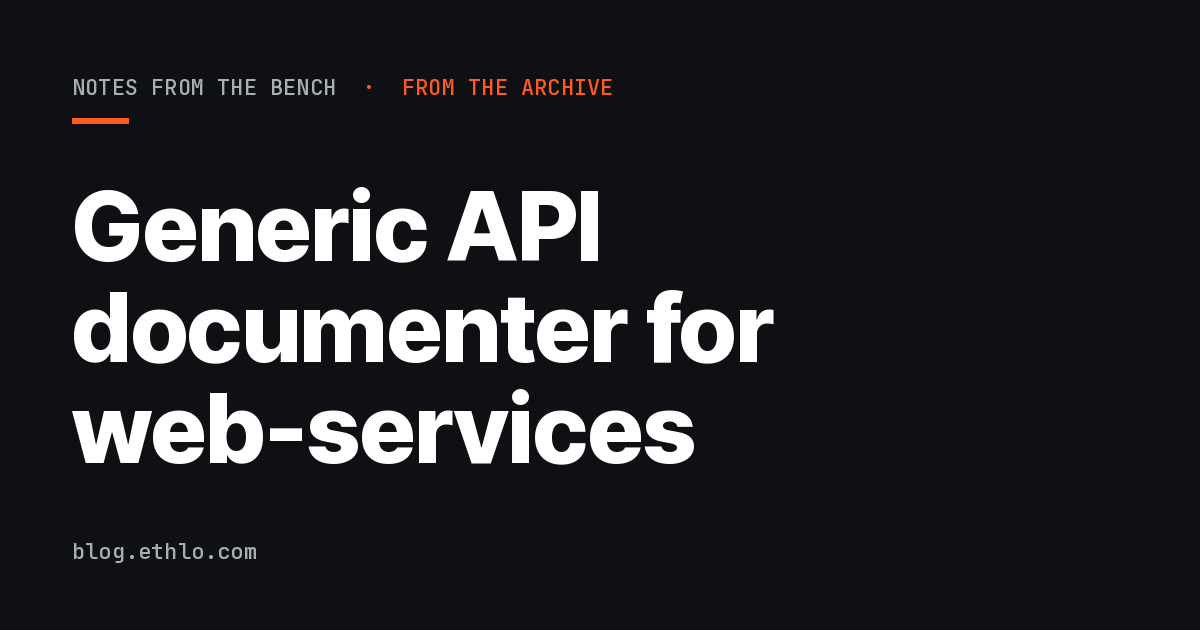 NOTES FROM THE BENCH · FROM THE ARCHIVE
Generic API
documenter for
web-services
blog.ethlo.com